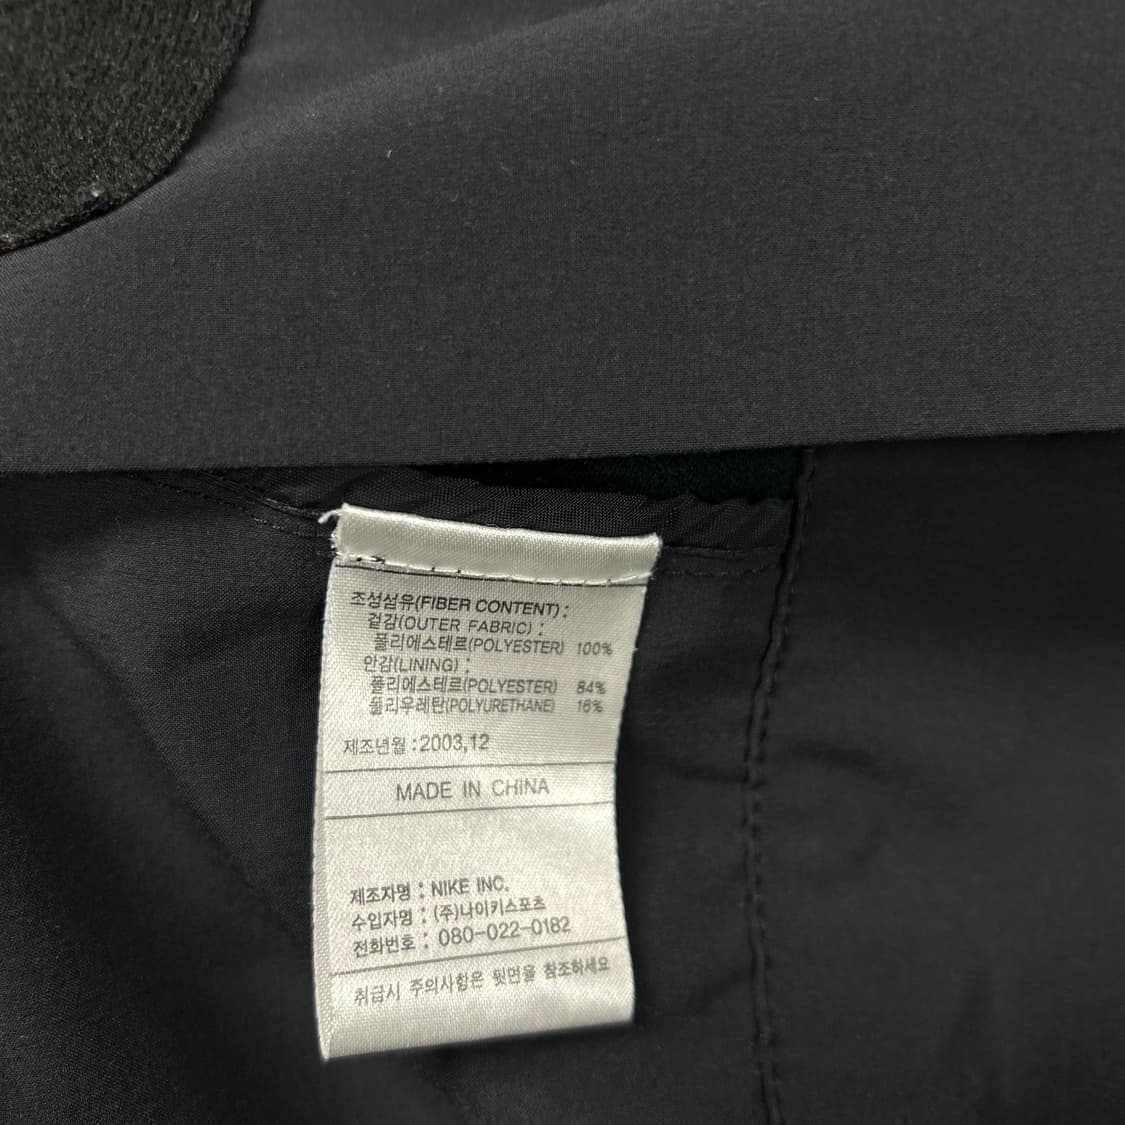 조성섬유(FIBER CONTENT):
겉감(OUTER FABRIC):
폴리에스테르(POLYESTER) 100%
안감(LINING):
폴리에스테르(POLYESTER) 84%
폴리우레탄(POLYURETHANE) 16%
제조년월:2003,12
MADE IN CHINA
제조자명 : NIKE INC.
수입자명 : (주)나이키스포츠
전화번호 : 080-022-0182
취급시 주의사항은 뒷면을 참조하세요